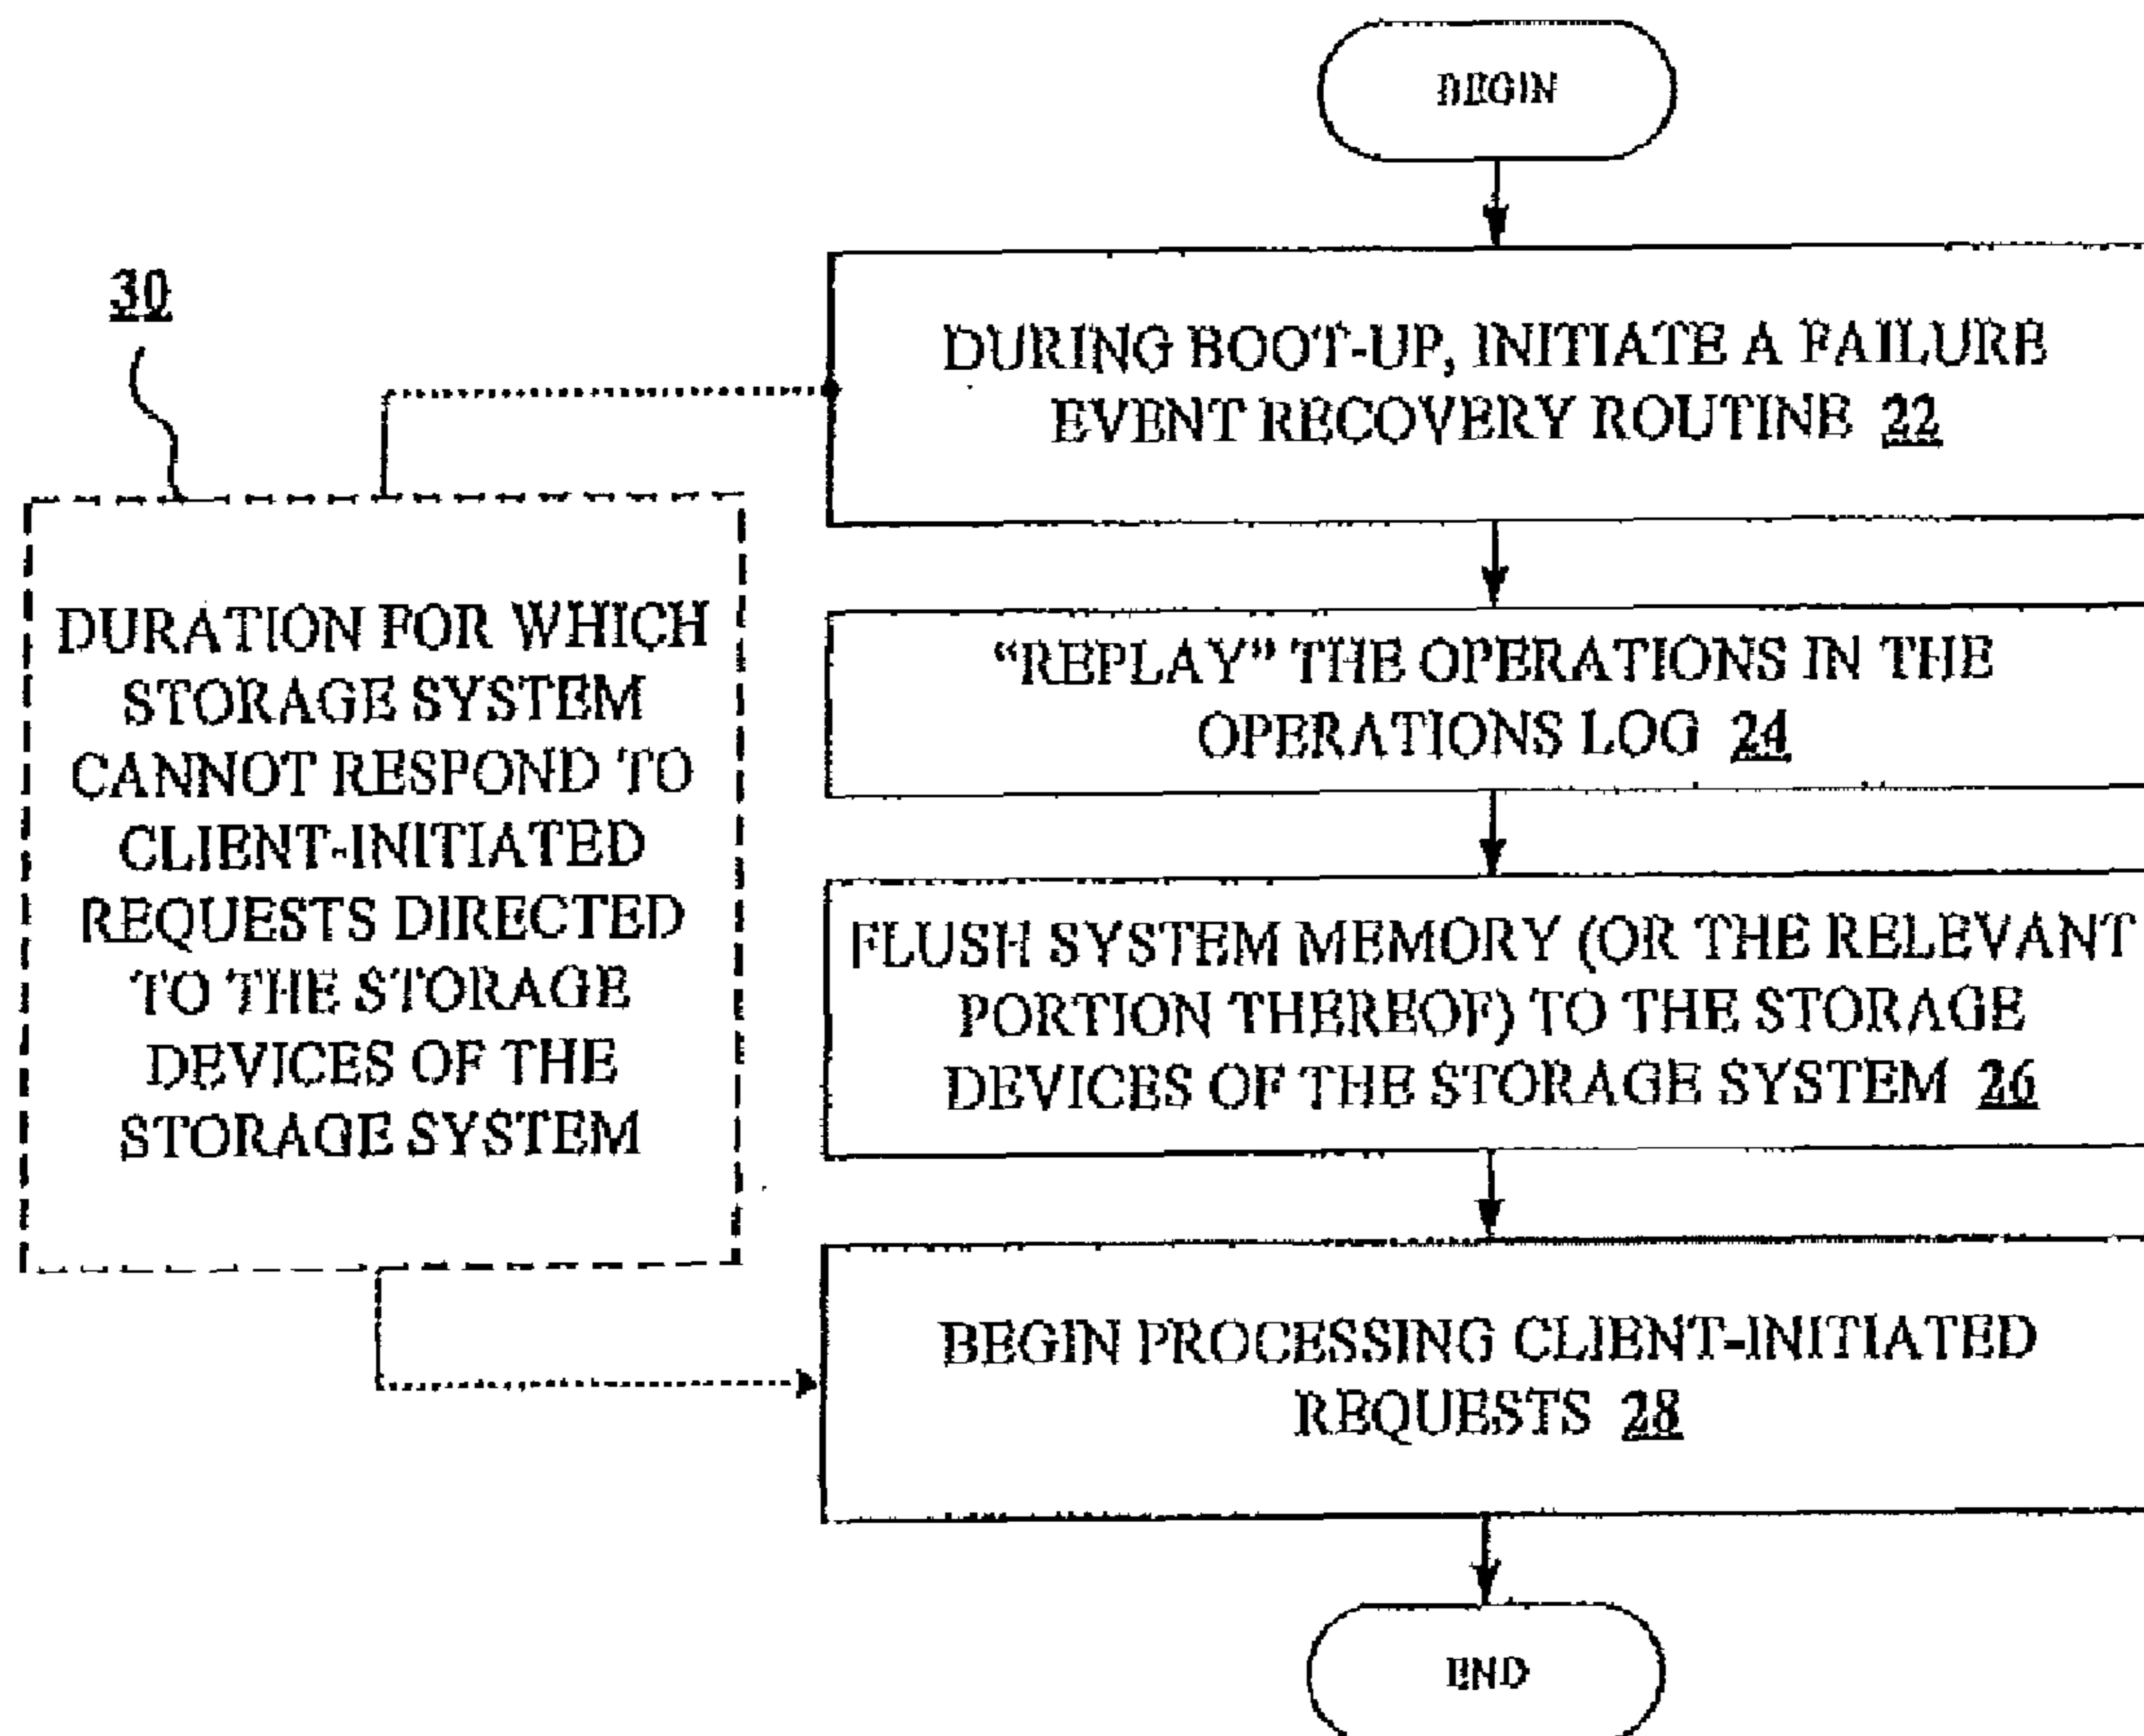 BEGIN
30
DURING BOOT-UP, INITIATE A FAILURE
EVENT RECOVERY ROUTINE 22
"REPLAY" THE OPERATIONS IN THE
OPERATIONS LOG 24
DURATION FOR WHICH
STORAGE SYSTEM
CANNOT RESPOND TO
CLIENT-INITIATED
REQUESTS DIRECTED
TO THE STORAGE
DEVICES OF THE
STORAGE SYSTEM
FLUSH SYSTEM MEMORY (OR THE RELEVANT
PORTION THEREOF) TO THE STORAGE
DEVICES OF THE STORAGE SYSTEM 26
BEGIN PROCESSING CLIENT-INITIATED
REQUESTS 28
END